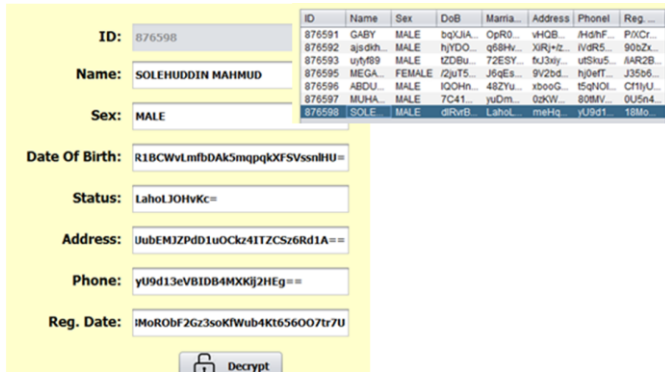 ID: 876598
Name: SOLEHUDDIN MAHMUD
Sex: MALE
Date Of Birth: R1BCWvLmfbDAk5mqpqkXFSVssnlHU=
Status: LahoLJOHvKc=
Address: UubEMJZPdD1uOCkz4ITZCSz6Rd1A==
Phone: yU9d13eVBIDB4MXKij2HEg==
Reg. Date: MoRObF2Gz3soKfWub4Kt656OO7tr7U
Decrypt
ID Name Sex DoB Marria... Address Phonel Reg. ...
876591 GABY MALE bqXJiA... OpR0... vHQB... /Hd/hF... P/XCr...
876592 ajsdkh... MALE hjYDO... q68Hv... XiRj+/z... iVdR5... 90bZx...
876593 uytyf89 MALE tZDBu... 72ESY... fxJ3xiy... utSku5... /IAR2B...
876595 MEGA... FEMALE /2juT5... J6qEs... 9V2bd... hj0efT... J35b6...
876596 ABDU... MALE IQOHn... 48ZYu... xbooG... t5qNOl... Cf1lyU...
876597 MUHA... MALE 7C41... yuDm... 0zKW... 80tMV... 0U5n4...
876598 SOLE... MALE dlRvrB... LahoL... meHq... yU9d1... 18Mo...